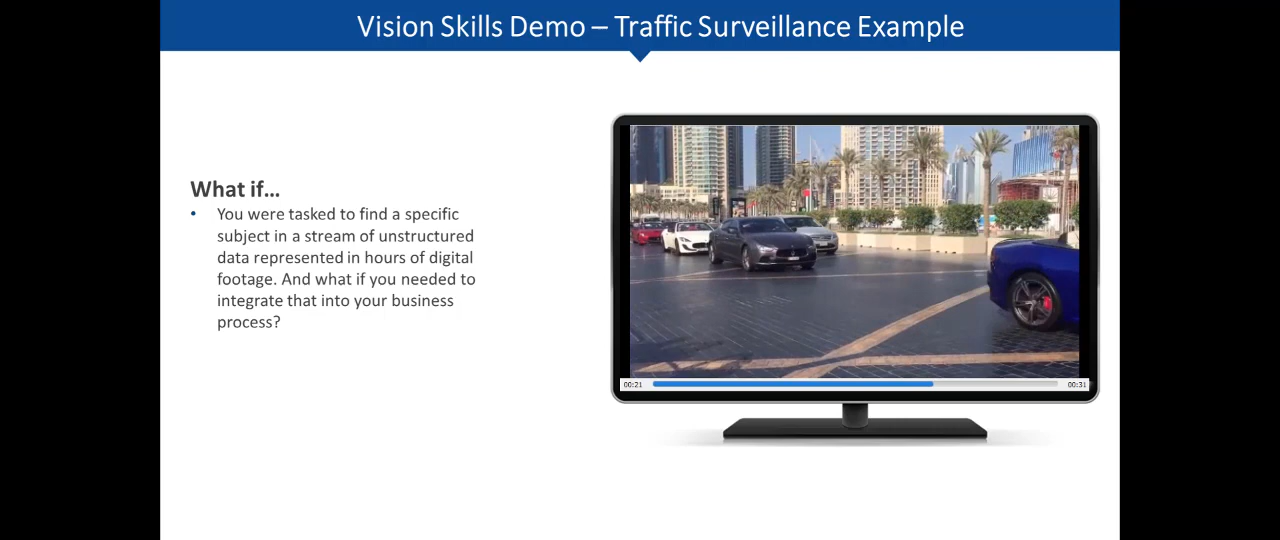 Vision Skills Demo – Traffic Surveillance Example
What if…
• You were tasked to find a specific
subject in a stream of unstructured
data represented in hours of digital
footage. And what if you needed to
integrate that into your business
process?
00:21
00:31